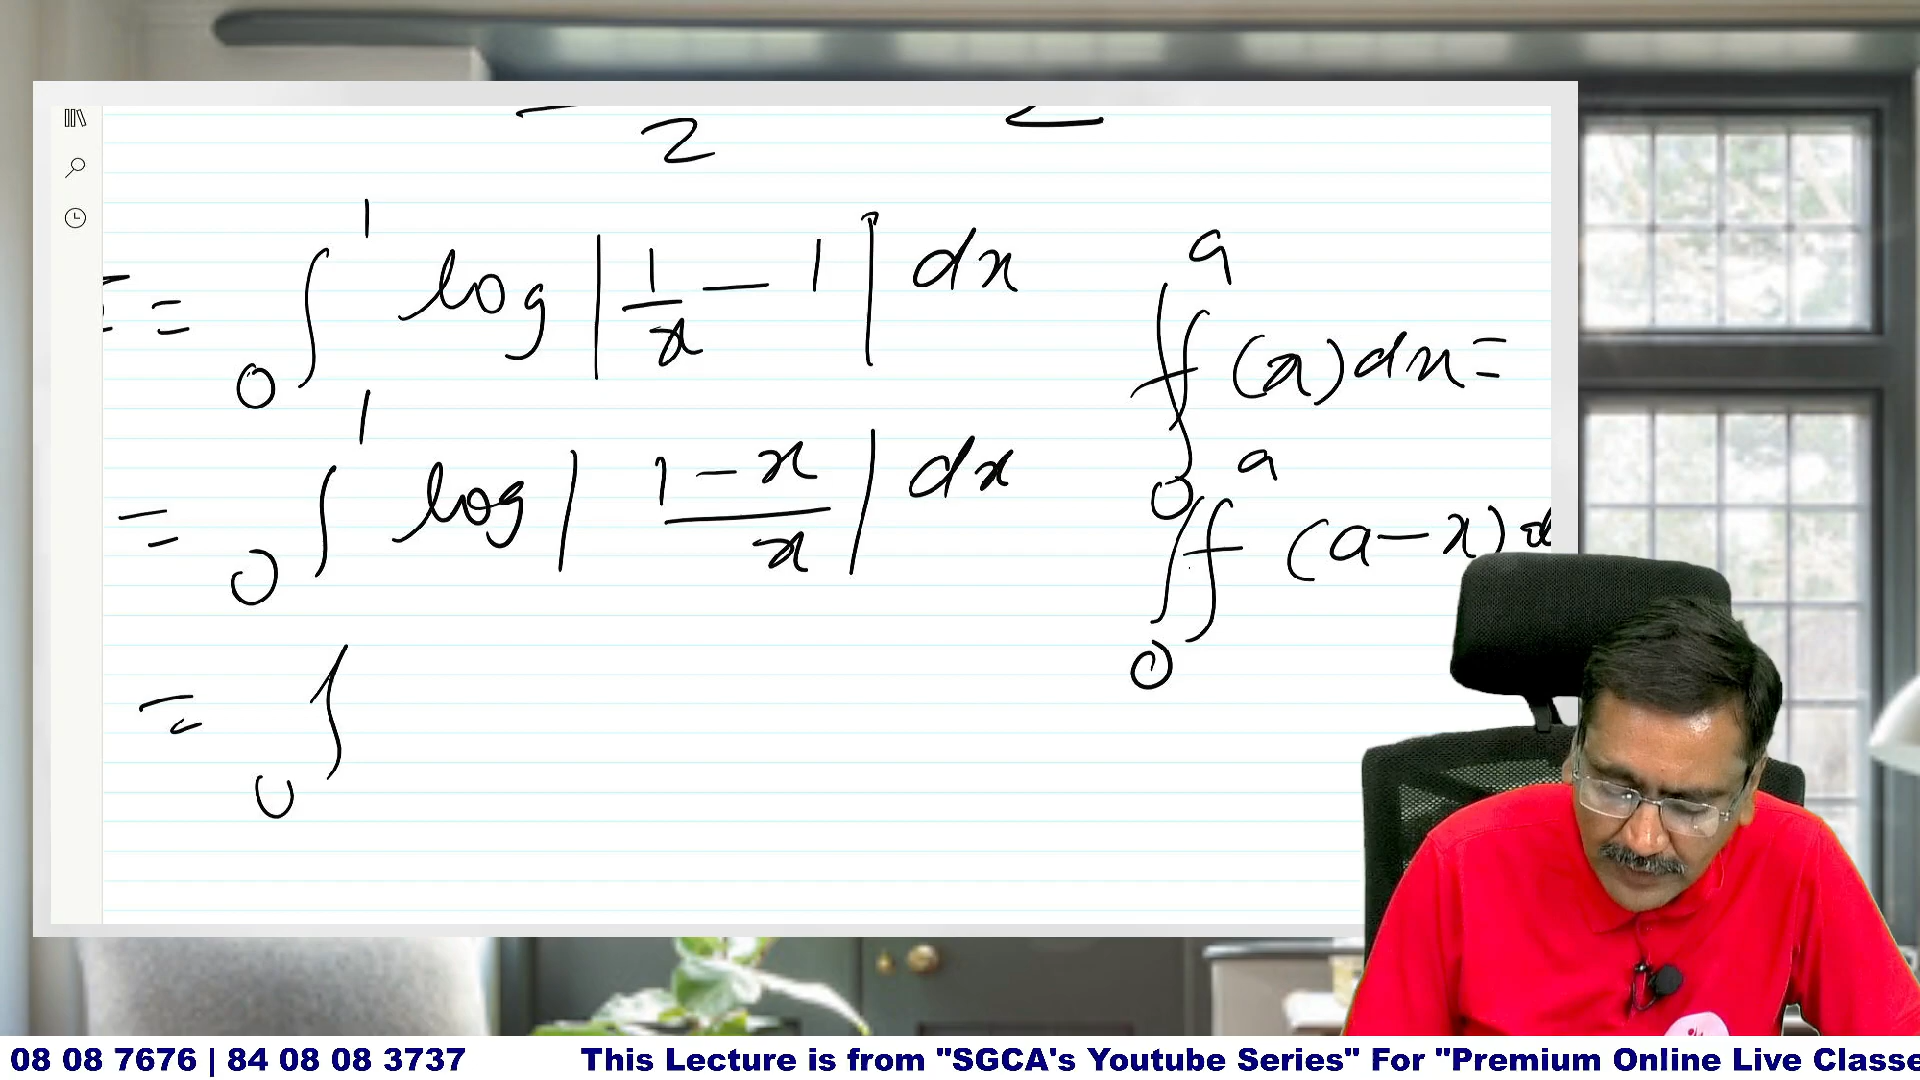 2
I = ∫₀¹ log |1/x − 1| dx
= ∫₀¹ log |(1−x)/x| dx
= ∫₀
∫₀ᵃ f(x)dx =
∫₀ᵃ f(a−x)d
08 08 7676 | 84 08 08 3737 This Lecture is from "SGCA's Youtube Series" For "Premium Online Live Classe